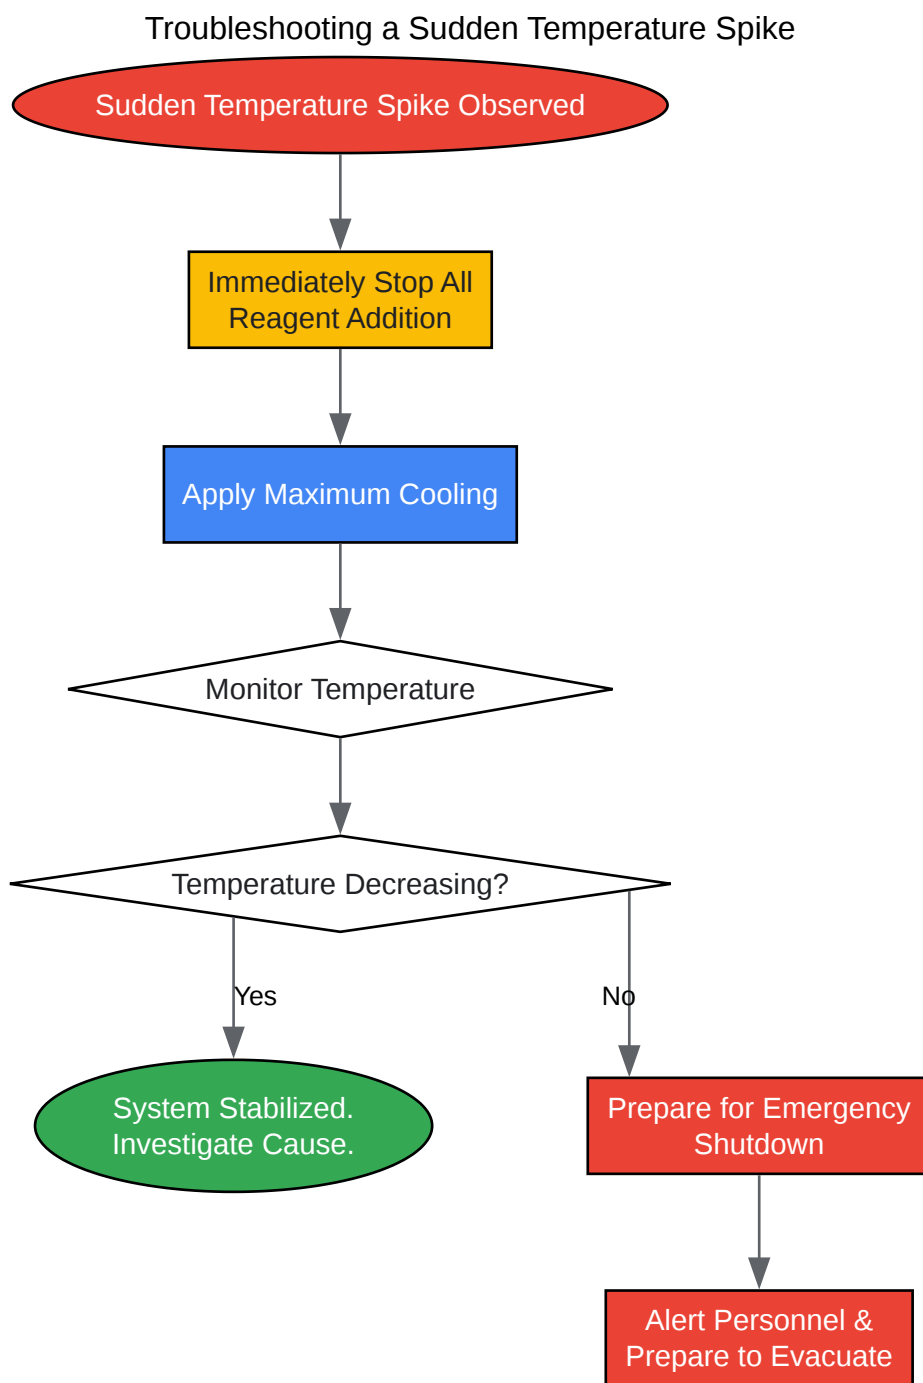 Troubleshooting a Sudden Temperature Spike
Sudden Temperature Spike Observed
Immediately Stop All
Reagent Addition
Apply Maximum Cooling
Monitor Temperature
Temperature Decreasing?
Yes
No
System Stabilized.
Investigate Cause.
Prepare for Emergency
Shutdown
Alert Personnel &
Prepare to Evacuate